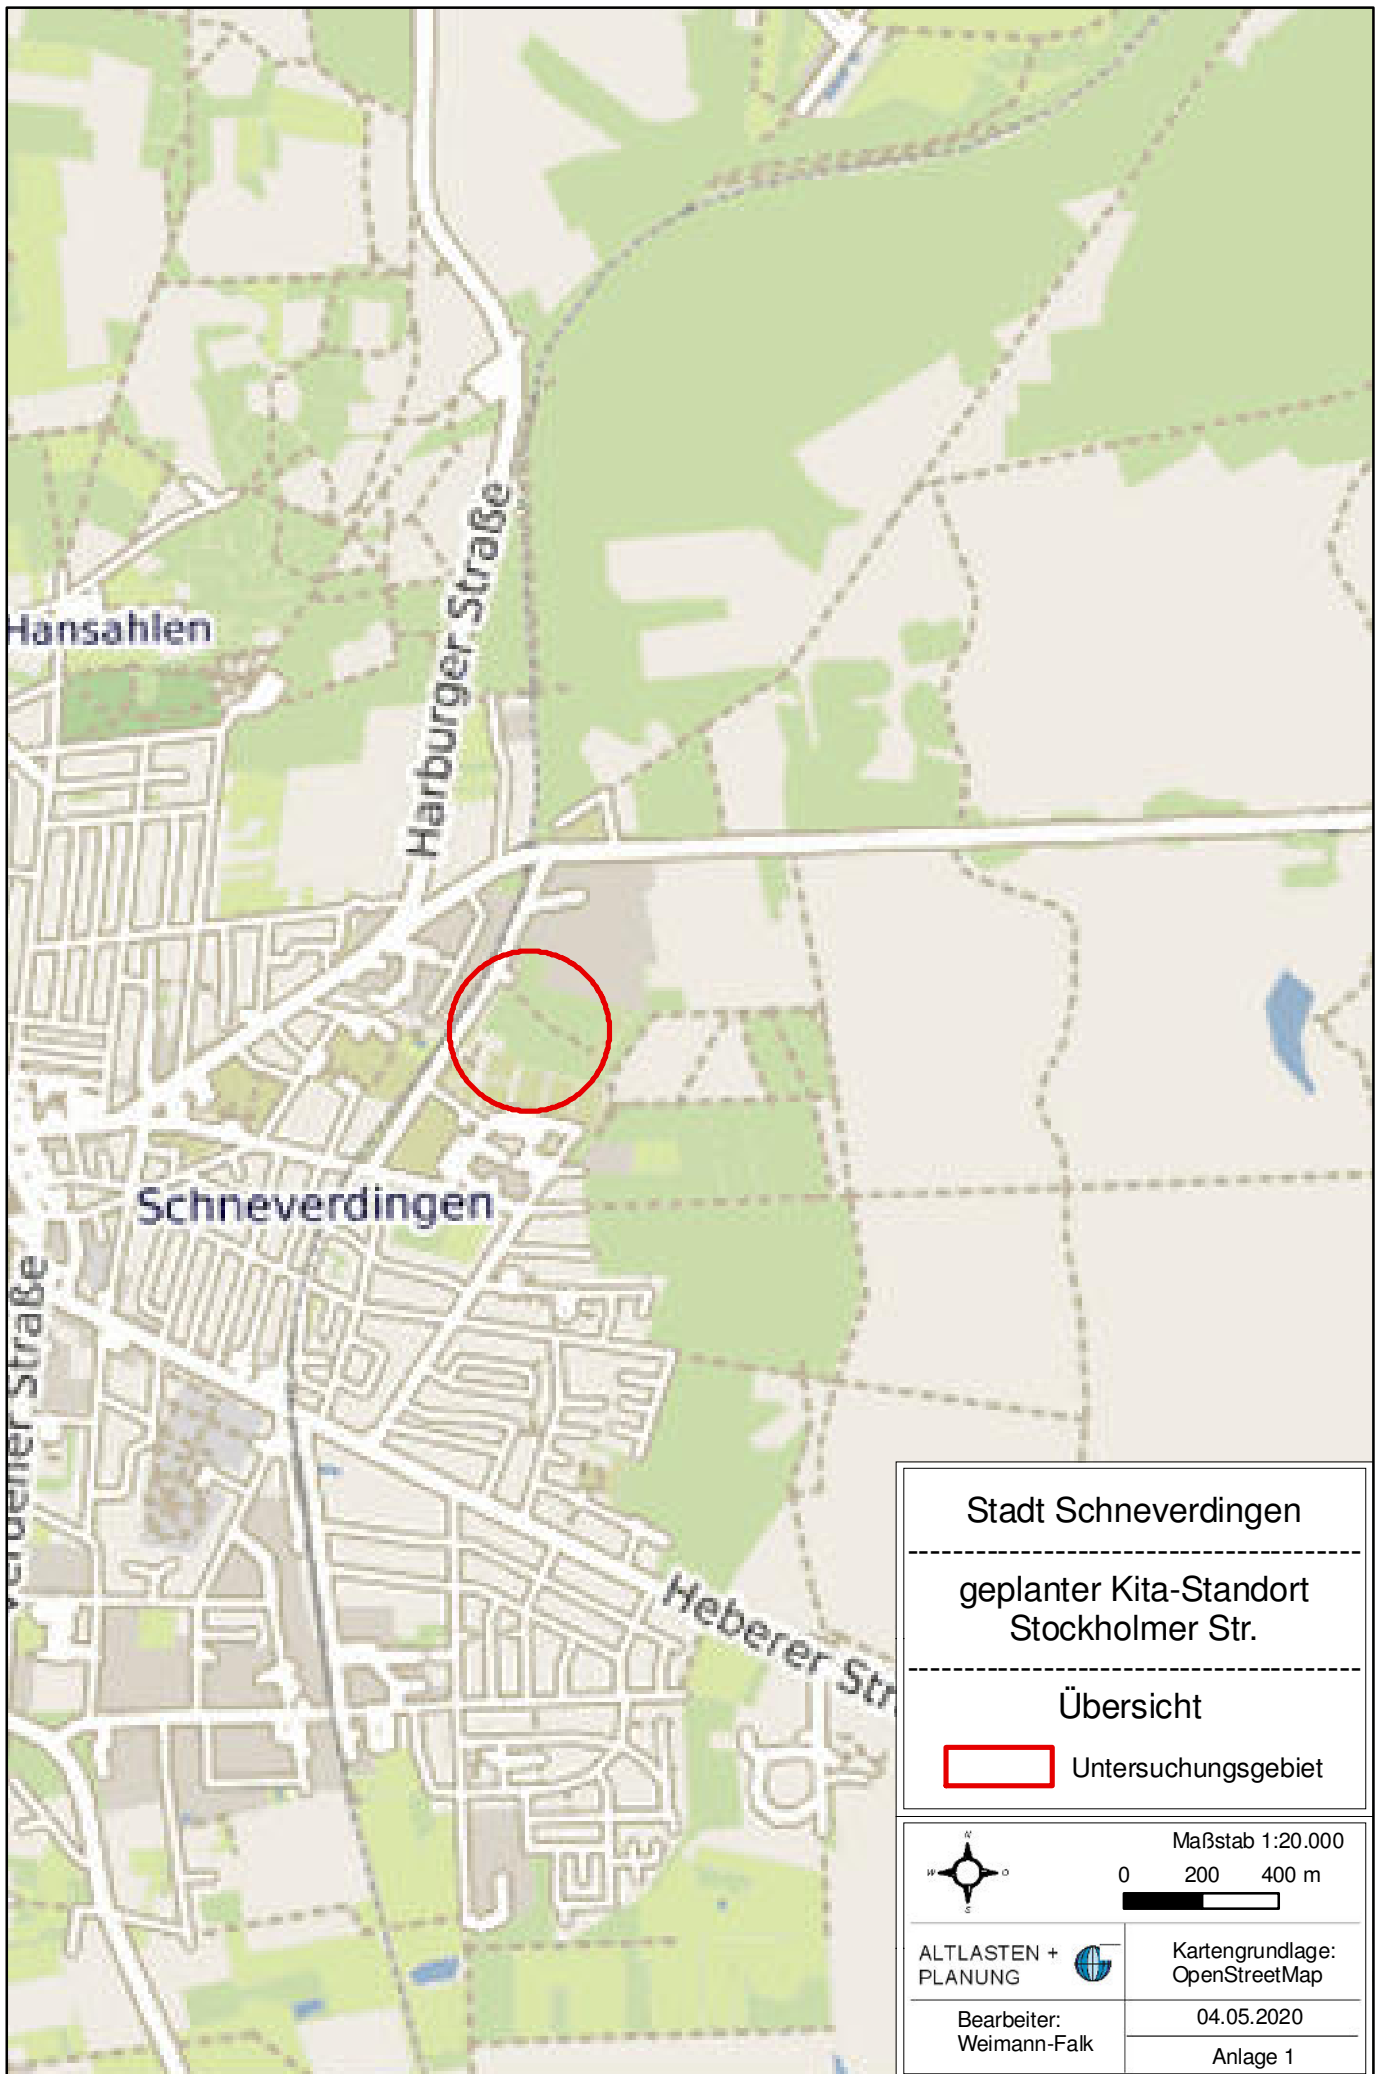 Hansahlen
Harburger Straße
Schneverdingen
Straße
Heberer Str
Stadt Schneverdingen
geplanter Kita-Standort
Stockholmer Str.
Übersicht
Untersuchungsgebiet
N
W
O
S
Maßstab 1:20.000
0 200 400 m
ALTLASTEN +
PLANUNG
Kartengrundlage:
OpenStreetMap
Bearbeiter:
Weimann-Falk
04.05.2020
Anlage 1